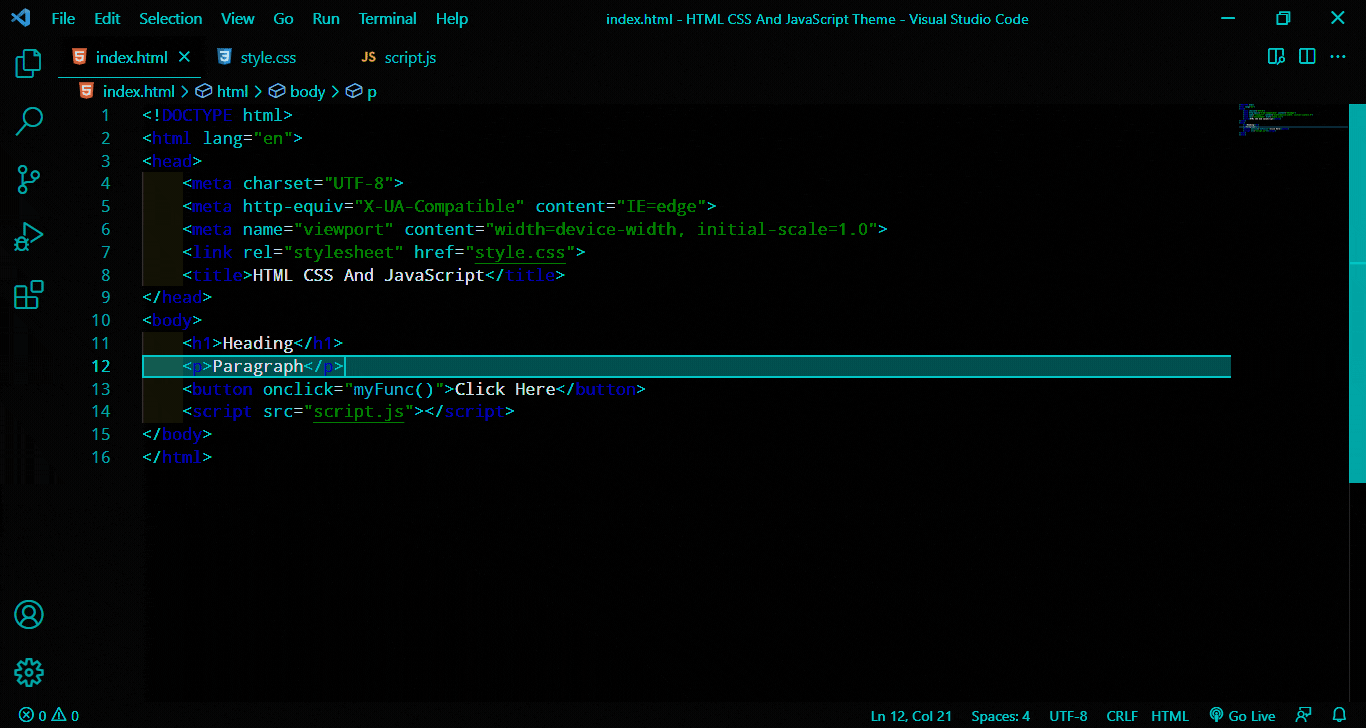 File Edit Selection View Go Run Terminal Help index.html - HTML CSS And JavaScript Theme - Visual Studio Code
index.html style.css JS script.js
index.html > html > body > p
1 <!DOCTYPE html>
2 <html lang="en">
3 <head>
4 <meta charset="UTF-8">
5 <meta http-equiv="X-UA-Compatible" content="IE=edge">
6 <meta name="viewport" content="width=device-width, initial-scale=1.0">
7 <link rel="stylesheet" href="style.css">
8 <title>HTML CSS And JavaScript</title>
9 </head>
10 <body>
11 <h1>Heading</h1>
12 <p>Paragraph</p>
13 <button onclick="myFunc()">Click Here</button>
14 <script src="script.js"></script>
15 </body>
16 </html>
0 0 Ln 12, Col 21 Spaces: 4 UTF-8 CRLF HTML Go Live